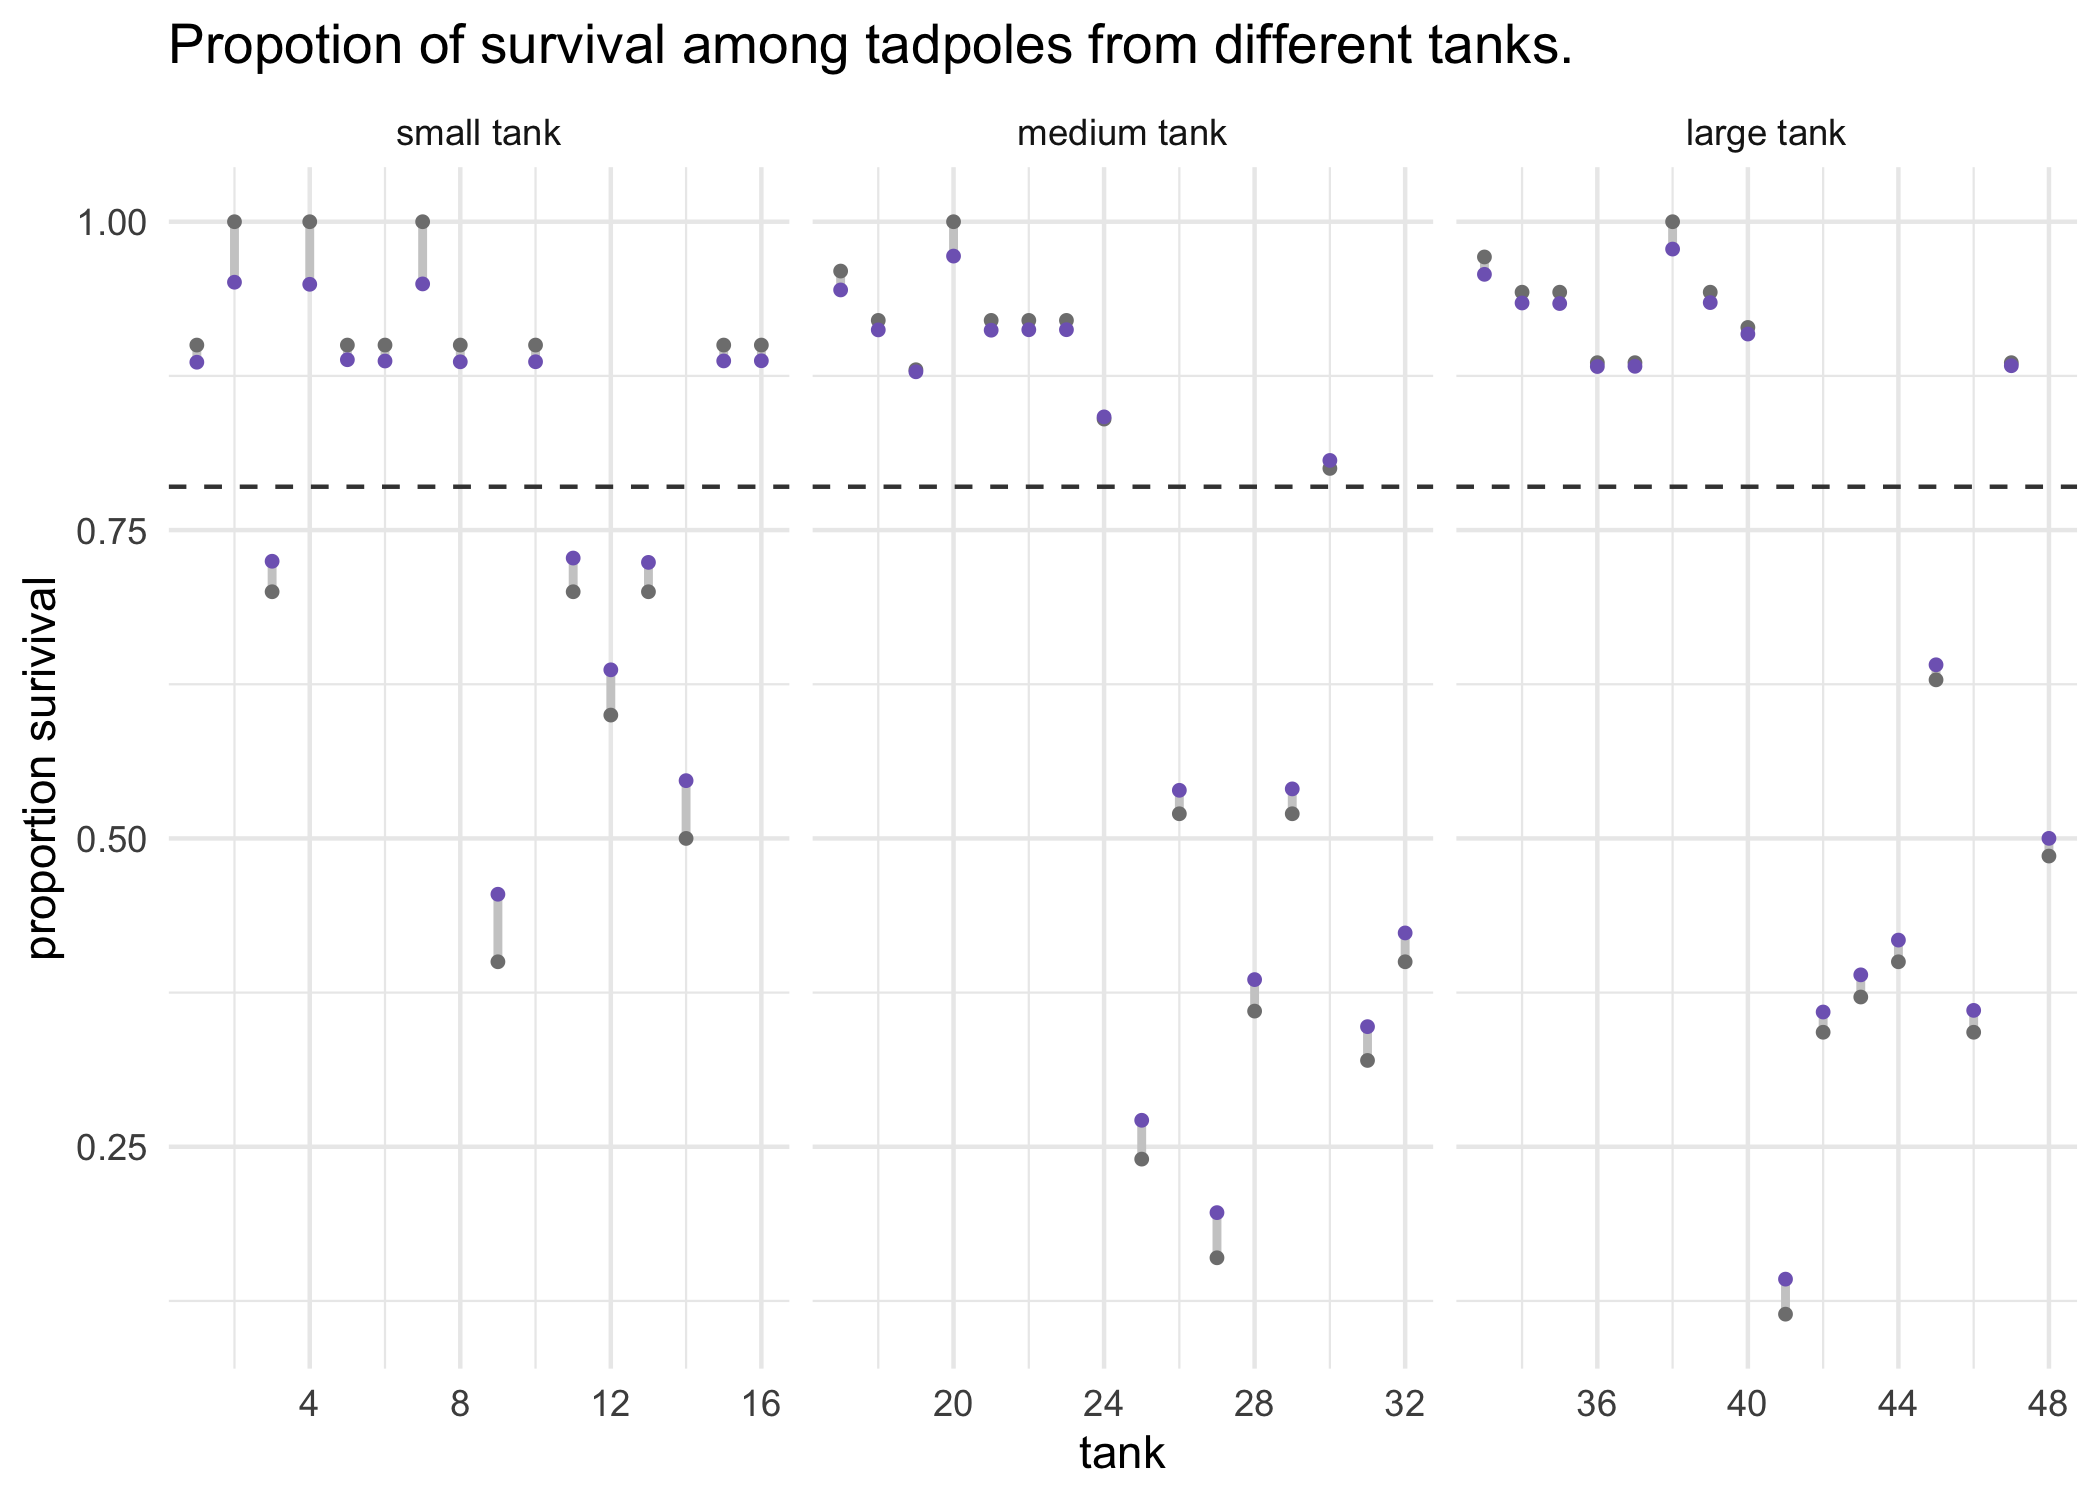 Propotion of survival among tadpoles from different tanks.
small tank medium tank large tank
1.00
0.75
0.50
0.25
proportion surivival
4 8 12 16 20 24 28 32 36 40 44 48
tank